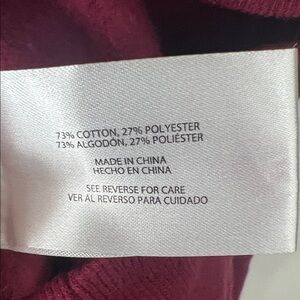 73% COTTON, 27% POLYESTER
73% ALGODÓN, 27% POLIÉSTER
MADE IN CHINA
HECHO EN CHINA
SEE REVERSE FOR CARE
VER AL REVERSO PARA CUIDADO